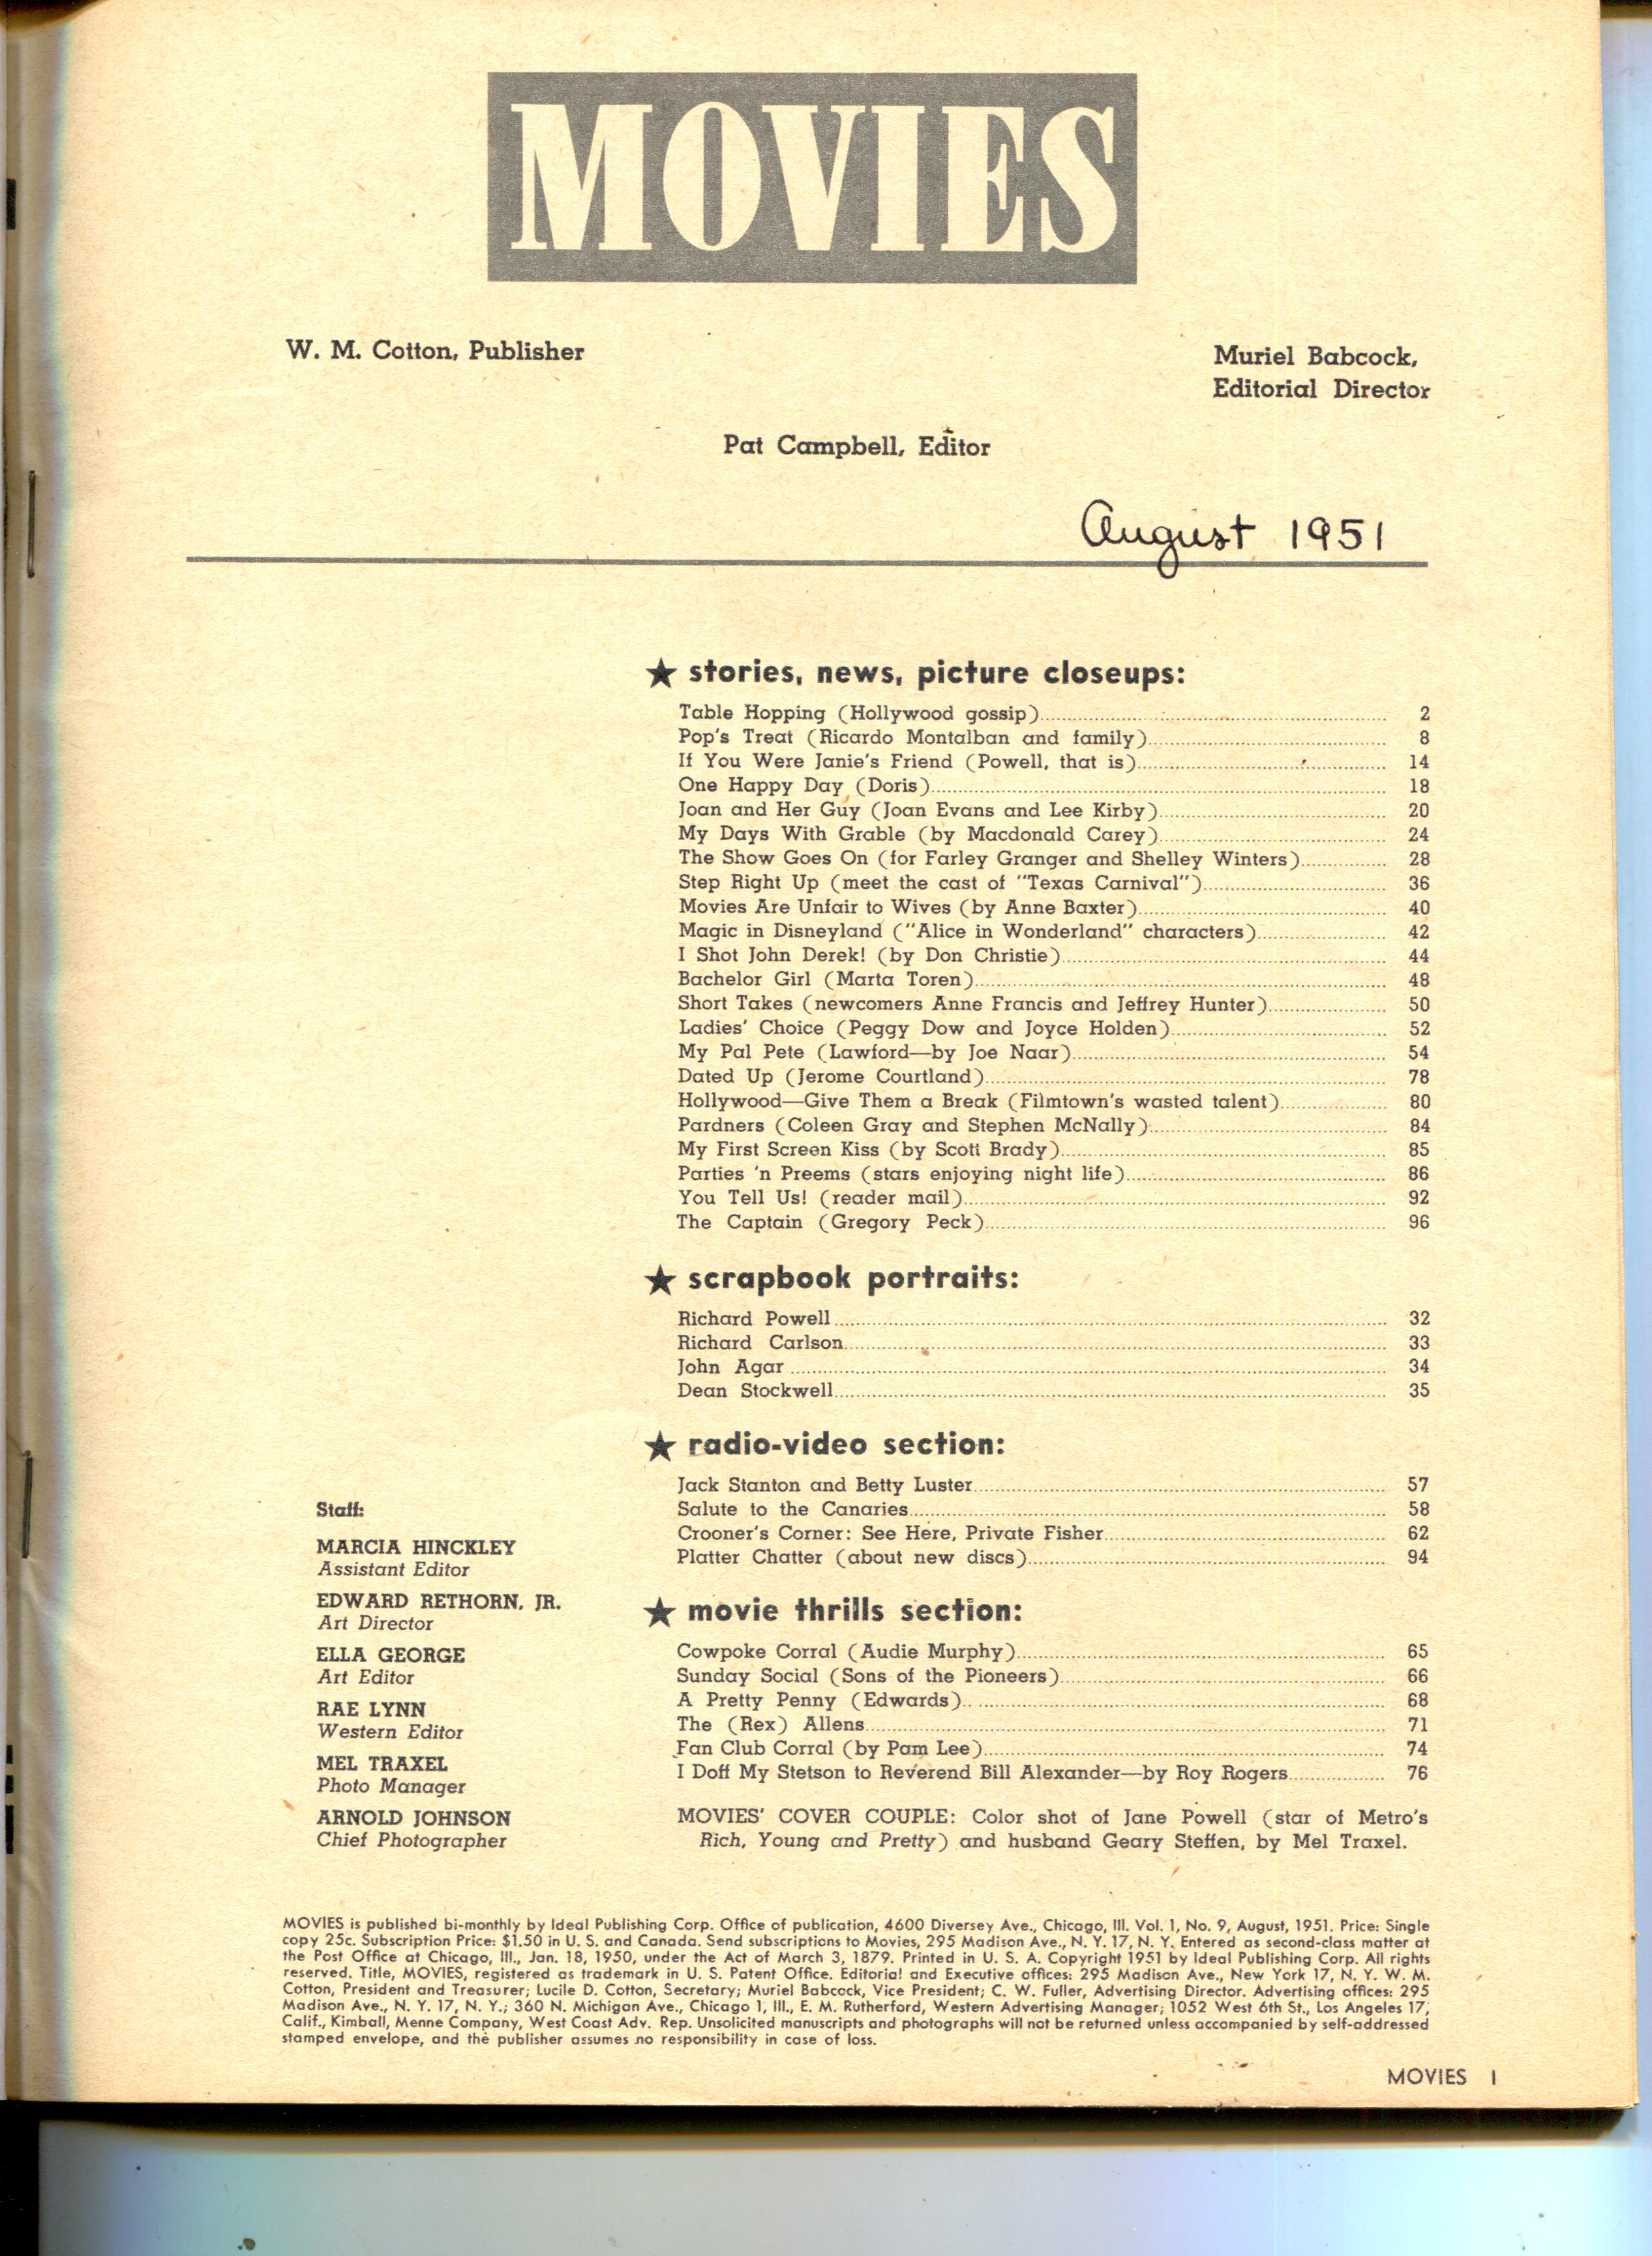 MOVIES
W. M. Cotton, Publisher
Muriel Babcock,
Editorial Director
Pat Campbell, Editor
August 1951
★ stories, news, picture closeups:
Table Hopping (Hollywood gossip) 2
Pop's Treat (Ricardo Montalban and family) 8
If You Were Janie's Friend (Powell, that is) 14
One Happy Day (Doris) 18
Joan and Her Guy (Joan Evans and Lee Kirby) 20
My Days With Grable (by Macdonald Carey) 24
The Show Goes On (for Farley Granger and Shelley Winters) 28
Step Right Up (meet the cast of "Texas Carnival") 36
Movies Are Unfair to Wives (by Anne Baxter) 40
Magic in Disneyland ("Alice in Wonderland" characters) 42
I Shot John Derek! (by Don Christie) 44
Bachelor Girl (Marta Toren) 48
Short Takes (newcomers Anne Francis and Jeffrey Hunter) 50
Ladies' Choice (Peggy Dow and Joyce Holden) 52
My Pal Pete (Lawford—by Joe Naar) 54
Dated Up (Jerome Courtland) 78
Hollywood—Give Them a Break (Filmtown's wasted talent) 80
Pardners (Coleen Gray and Stephen McNally) 84
My First Screen Kiss (by Scott Brady) 85
Parties 'n Preems (stars enjoying night life) 86
You Tell Us! (reader mail) 92
The Captain (Gregory Peck) 96
★ scrapbook portraits:
Richard Powell 32
Richard Carlson 33
John Agar 34
Dean Stockwell 35
★ radio-video section:
Jack Stanton and Betty Luster 57
Salute to the Canaries 58
Crooner's Corner: See Here, Private Fisher 62
Platter Chatter (about new discs) 94
★ movie thrills section:
Cowpoke Corral (Audie Murphy) 65
Sunday Social (Sons of the Pioneers) 66
A Pretty Penny (Edwards) 68
The (Rex) Allens 71
Fan Club Corral (by Pam Lee) 74
I Doff My Stetson to Reverend Bill Alexander—by Roy Rogers 76
MOVIES' COVER COUPLE: Color shot of Jane Powell (star of Metro's
Rich, Young and Pretty) and husband Geary Steffen, by Mel Traxel.
Staff:
MARCIA HINCKLEY
Assistant Editor
EDWARD RETHORN, JR.
Art Director
ELLA GEORGE
Art Editor
RAE LYNN
Western Editor
MEL TRAXEL
Photo Manager
ARNOLD JOHNSON
Chief Photographer
MOVIES is published bi-monthly by Ideal Publishing Corp. Office of publication, 4600 Diversey Ave., Chicago, Ill. Vol. 1, No. 9, August, 1951. Price: Single
copy 25c. Subscription Price: $1.50 in U. S. and Canada. Send subscriptions to Movies, 295 Madison Ave., N. Y. 17, N. Y. Entered as second-class matter at
the Post Office at Chicago, Ill., Jan. 18, 1950, under the Act of March 3, 1879. Printed in U. S. A. Copyright 1951 by Ideal Publishing Corp. All rights
reserved. Title, MOVIES, registered as trademark in U. S. Patent Office. Editorial and Executive offices: 295 Madison Ave., New York 17, N. Y. W. M.
Cotton, President and Treasurer; Lucile D. Cotton, Secretary; Muriel Babcock, Vice President; C. W. Fuller, Advertising Director. Advertising offices: 295
Madison Ave., N. Y. 17, N. Y.; 360 N. Michigan Ave., Chicago 1, Ill., E. M. Rutherford, Western Advertising Manager; 1052 West 6th St., Los Angeles 17,
Calif., Kimball, Menne Company, West Coast Adv. Rep. Unsolicited manuscripts and photographs will not be returned unless accompanied by self-addressed
stamped envelope, and the publisher assumes no responsibility in case of loss.
MOVIES 1